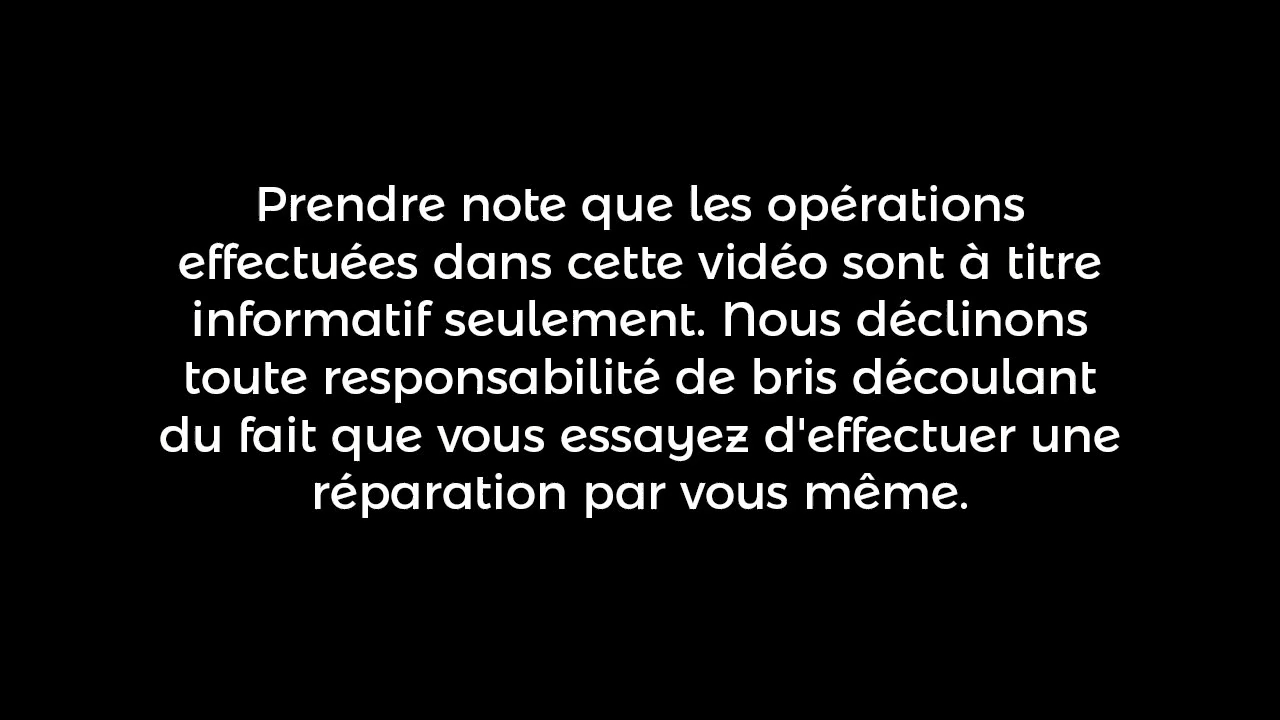 Prendre note que les opérations
effectuées dans cette vidéo sont à titre
informatif seulement. Nous déclinons
toute responsabilité de bris découlant
du fait que vous essayez d'effectuer une
réparation par vous même.